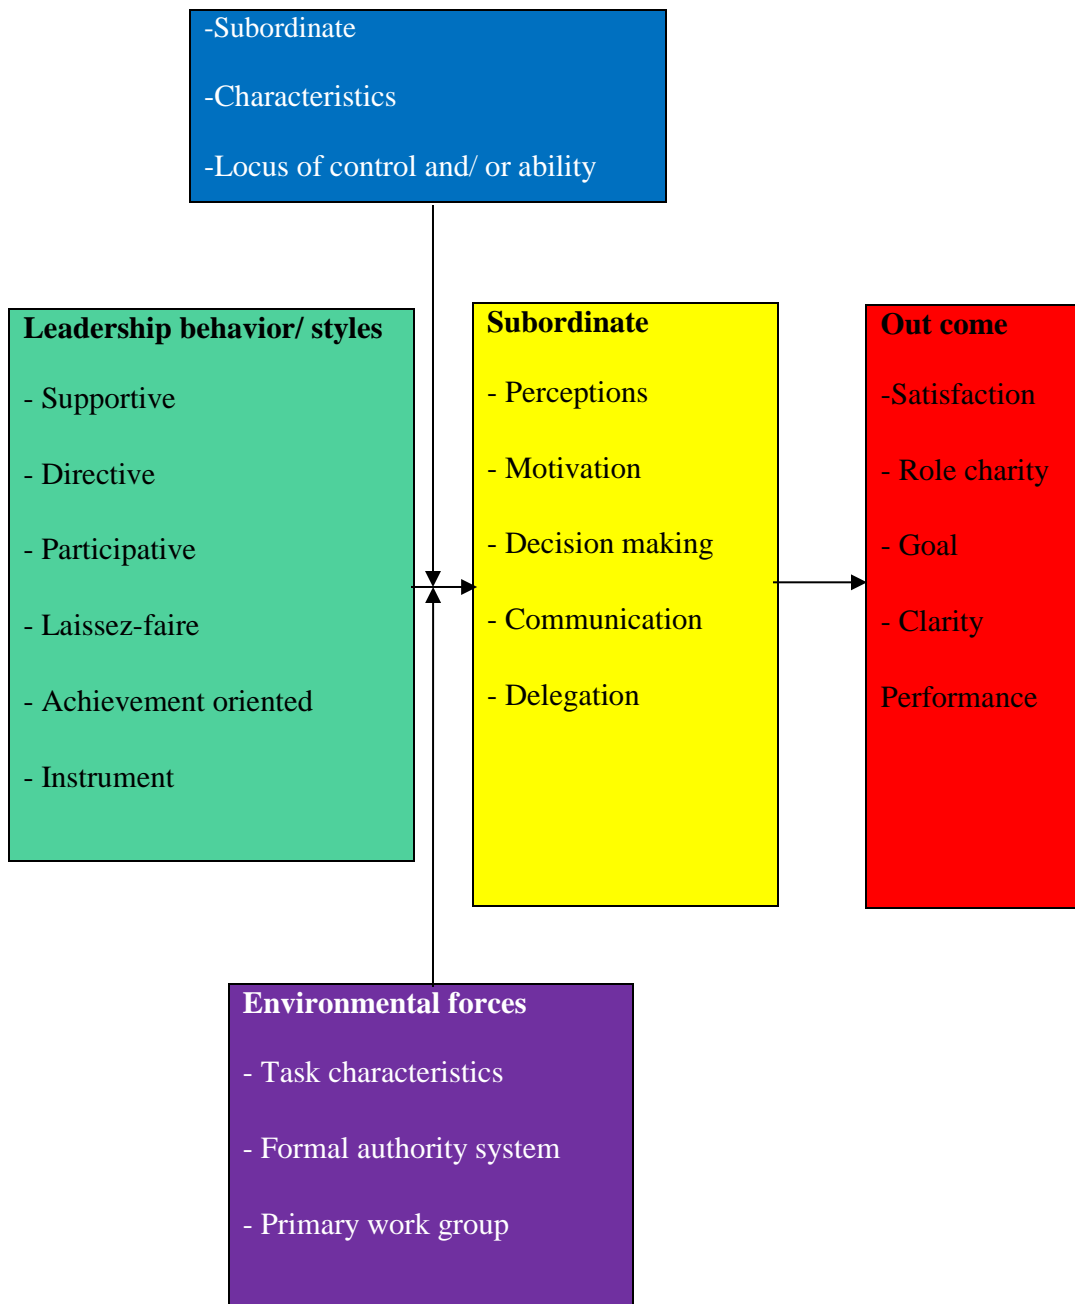 -Subordinate
-Characteristics
-Locus of control and/ or ability
Leadership behavior/ styles
- Supportive
- Directive
- Participative
- Laissez-faire
- Achievement oriented
- Instrument
Subordinate
- Perceptions
- Motivation
- Decision making
- Communication
- Delegation
Out come
-Satisfaction
- Role charity
- Goal
- Clarity
Performance
Environmental forces
- Task characteristics
- Formal authority system
- Primary work group